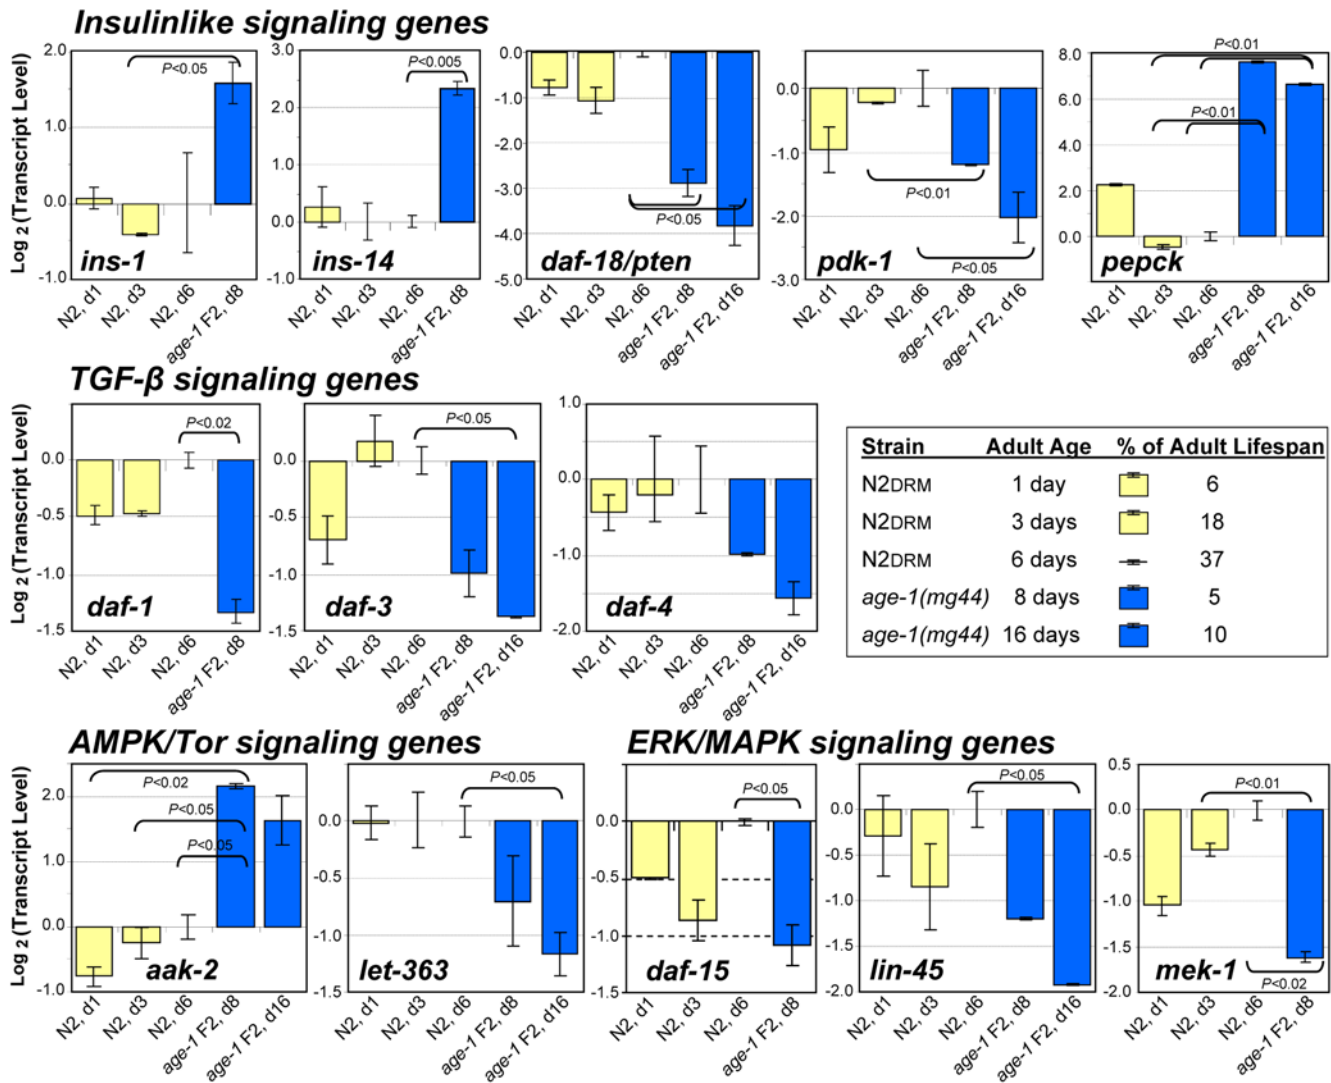 Insulinlike signaling genes
Log 2 (Transcript Level)
2.0
1.0
0.0
-1.0
P<0.05
ins-1
N2, d1
N2, d3
N2, d6
age-1 F2, d8
3.0
2.0
1.0
0.0
-1.0
P<0.005
ins-14
N2, d1
N2, d3
N2, d6
age-1 F2, d8
0.0
-1.0
-2.0
-3.0
-4.0
-5.0
P<0.05
daf-18/pten
N2, d1
N2, d3
N2, d6
age-1 F2, d8
age-1 F2, d16
0.0
-1.0
-2.0
-3.0
P<0.01
P<0.05
pdk-1
N2, d1
N2, d3
N2, d6
age-1 F2, d8
age-1 F2, d16
8.0
6.0
4.0
2.0
0.0
P<0.01
P<0.01
pepck
N2, d1
N2, d3
N2, d6
age-1 F2, d8
age-1 F2, d16
TGF-β signaling genes
Log 2 (Transcript Level)
0.0
-0.5
-1.0
-1.5
P<0.02
daf-1
N2, d1
N2, d3
N2, d6
age-1 F2, d8
0.0
-0.5
-1.0
-1.5
P<0.05
daf-3
N2, d1
N2, d3
N2, d6
age-1 F2, d8
age-1 F2, d16
1.0
0.0
-1.0
-2.0
daf-4
N2, d1
N2, d3
N2, d6
age-1 F2, d8
age-1 F2, d16
Strain Adult Age % of Adult Lifespan
N2DRM 1 day 6
N2DRM 3 days 18
N2DRM 6 days 37
age-1(mg44) 8 days 5
age-1(mg44) 16 days 10
AMPK/Tor signaling genes
Log 2 (Transcript Level)
2.0
1.0
0.0
-1.0
P<0.02
P<0.05
P<0.05
aak-2
N2, d1
N2, d3
N2, d6
age-1 F2, d8
age-1 F2, d16
0.0
-0.5
-1.0
-1.5
P<0.05
let-363
N2, d1
N2, d3
N2, d6
age-1 F2, d8
age-1 F2, d16
ERK/MAPK signaling genes
0.0
-0.5
-1.0
-1.5
P<0.05
daf-15
N2, d1
N2, d3
N2, d6
age-1 F2, d8
0.0
-0.5
-1.0
-1.5
-2.0
P<0.05
lin-45
N2, d1
N2, d3
N2, d6
age-1 F2, d8
age-1 F2, d16
0.5
0.0
-0.5
-1.0
-1.5
-2.0
P<0.01
mek-1
P<0.02
N2, d1
N2, d3
N2, d6
age-1 F2, d8